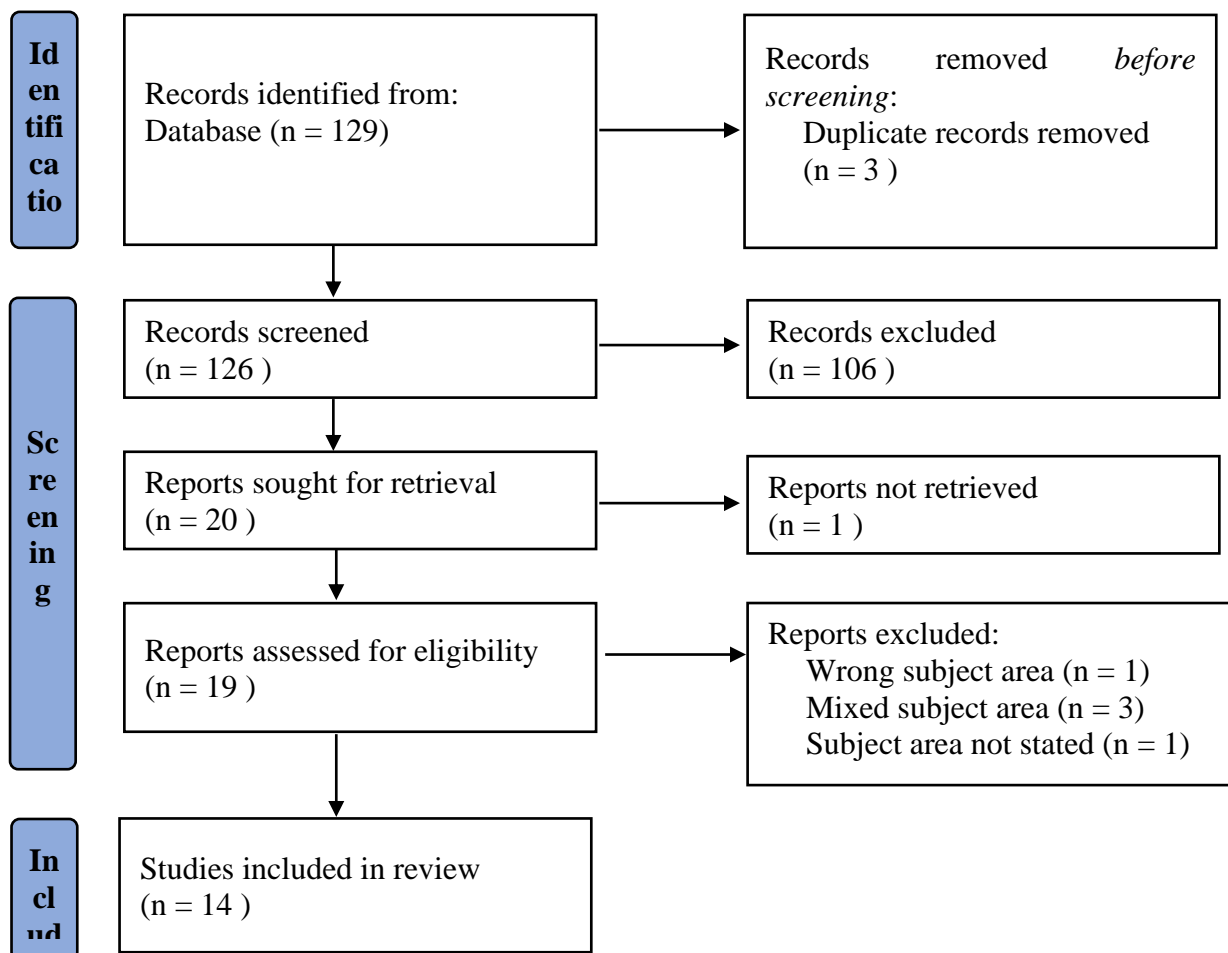 Id
en
tifi
ca
tio
Records identified from:
Database (n = 129)
Records removed before
screening:
Duplicate records removed
(n = 3 )
Sc
re
en
in
g
Records screened
(n = 126 )
Records excluded
(n = 106 )
Reports sought for retrieval
(n = 20 )
Reports not retrieved
(n = 1 )
Reports assessed for eligibility
(n = 19 )
Reports excluded:
Wrong subject area (n = 1)
Mixed subject area (n = 3)
Subject area not stated (n = 1)
In
cl
ud
Studies included in review
(n = 14 )